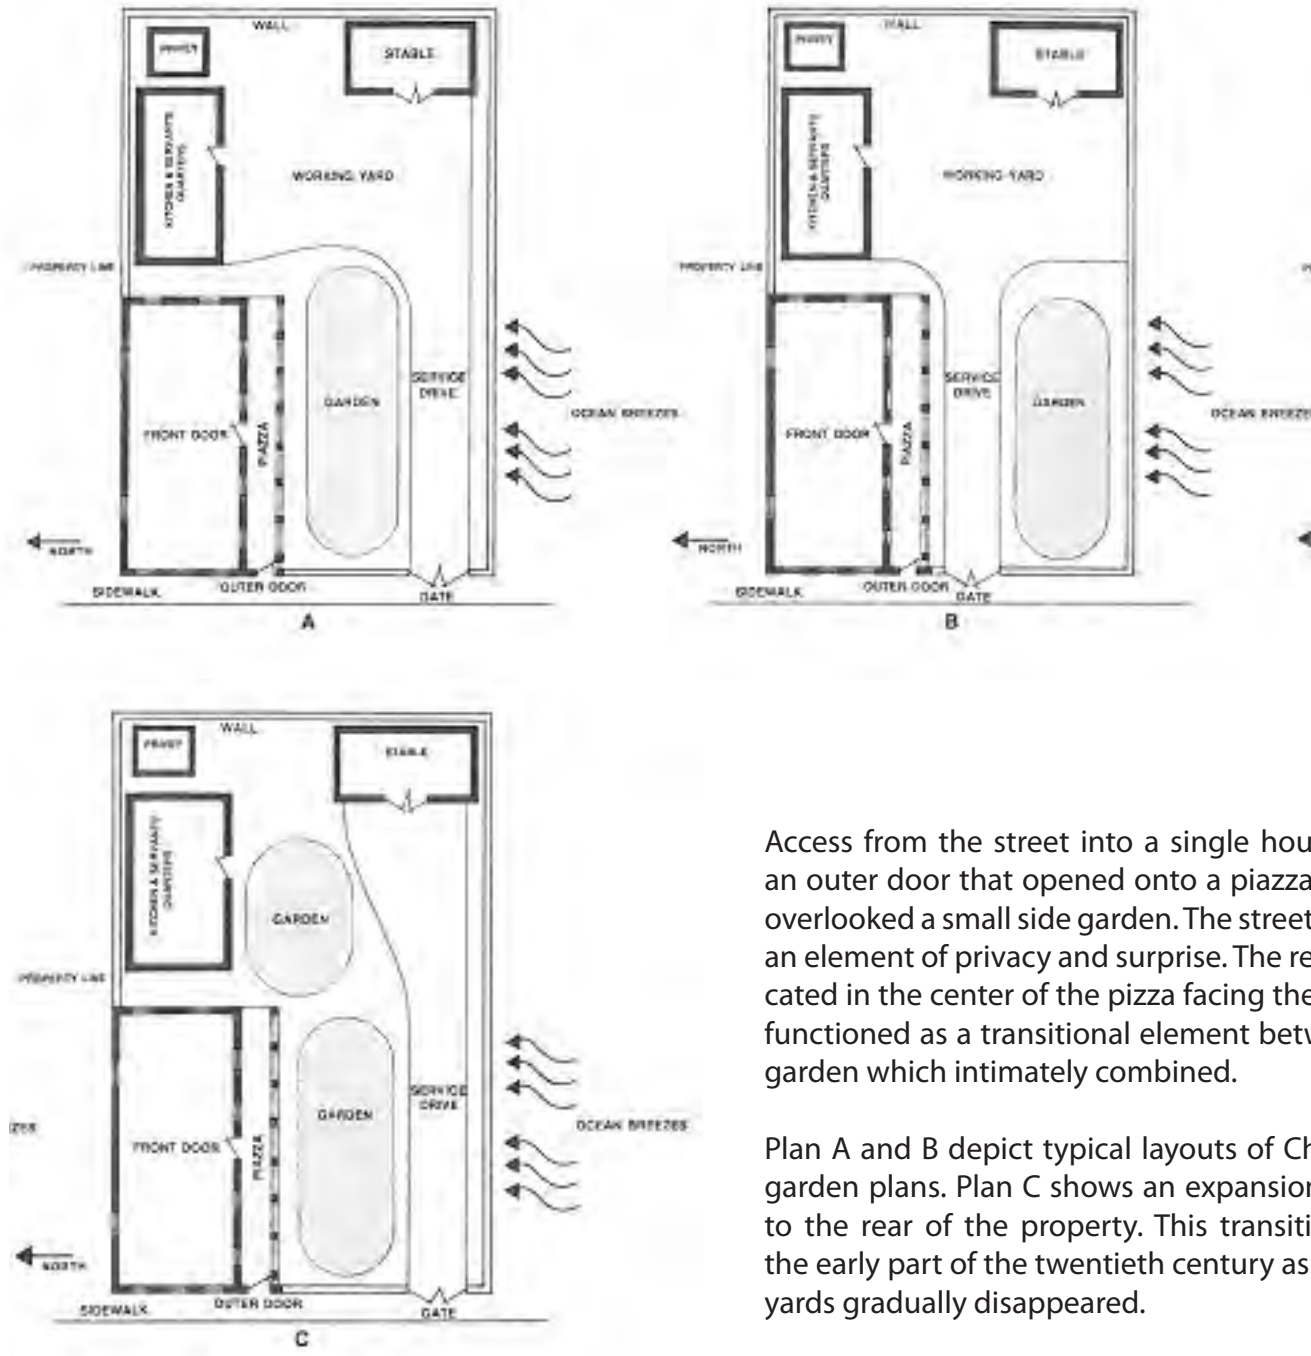 WALL
PRIVY
STABLE
KITCHEN & SERVANTS
QUARTERS
WORKING YARD
PROPERTY LINE
SERVICE
DRIVE
GARDEN
OCEAN BREEZES
FRONT DOOR
PIAZZA
NORTH
SIDEWALK
OUTER DOOR
GATE
A
WALL
PRIVY
STABLE
KITCHEN & SERVANTS
QUARTERS
WORKING YARD
PROPERTY LINE
SERVICE
DRIVE
GARDEN
OCEAN BREEZES
FRONT DOOR
PIAZZA
NORTH
SIDEWALK
OUTER DOOR
GATE
B
WALL
PRIVY
STABLE
KITCHEN & SERVANTS
QUARTERS
GARDEN
PROPERTY LINE
SERVICE
DRIVE
GARDEN
ZES
OCEAN BREEZES
FRONT DOOR
PIAZZA
NORTH
SIDEWALK
OUTER DOOR
GATE
C
Access from the street into a single hou
an outer door that opened onto a piazza
overlooked a small side garden. The street
an element of privacy and surprise. The re
cated in the center of the pizza facing the
functioned as a transitional element betw
garden which intimately combined.
Plan A and B depict typical layouts of Ch
garden plans. Plan C shows an expansion
to the rear of the property. This transiti
the early part of the twentieth century as
yards gradually disappeared.